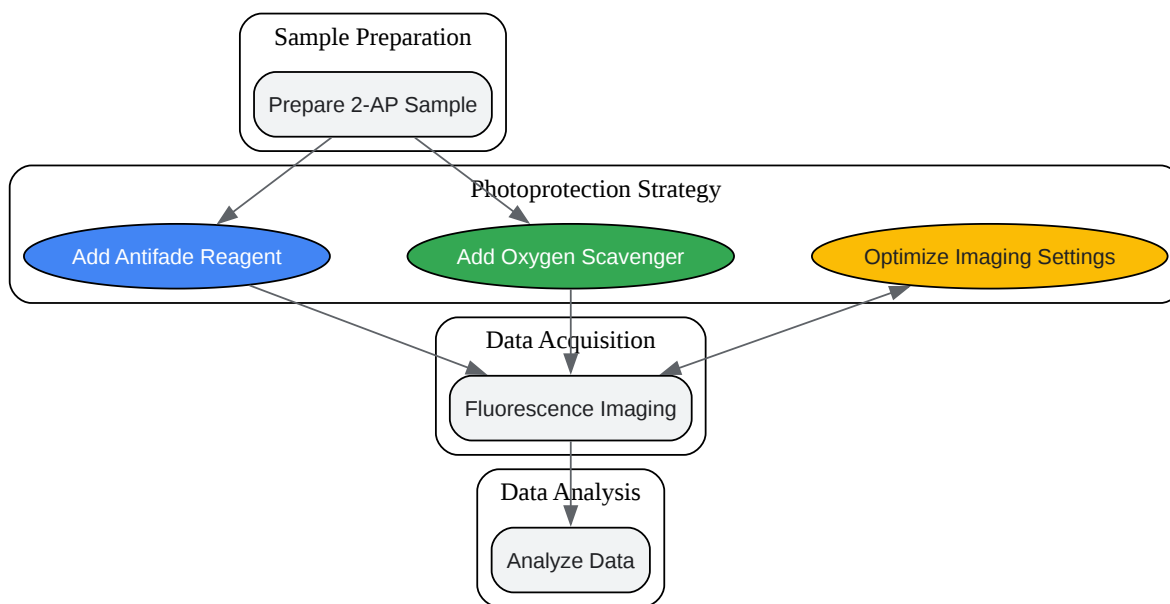 Sample Preparation
Prepare 2-AP Sample
Photoprotection Strategy
Add Antifade Reagent
Add Oxygen Scavenger
Optimize Imaging Settings
Data Acquisition
Fluorescence Imaging
Data Analysis
Analyze Data